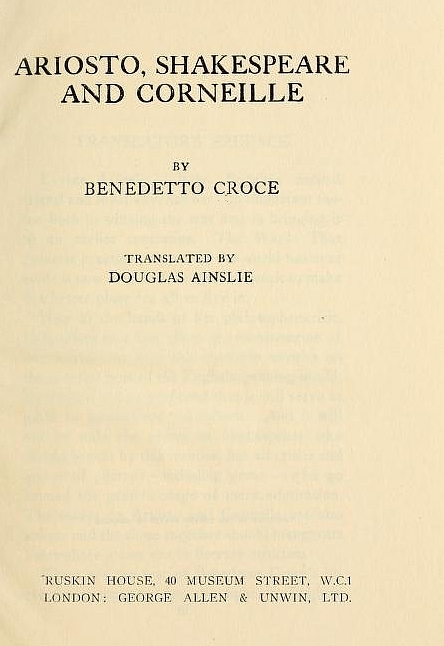 ARIOSTO, SHAKESPEARE
AND CORNEILLE
BY
BENEDETTO CROCE
TRANSLATED BY
DOUGLAS AINSLIE
RUSKIN HOUSE, 40 MUSEUM STREET, W.C.1
LONDON: GEORGE ALLEN & UNWIN, LTD.